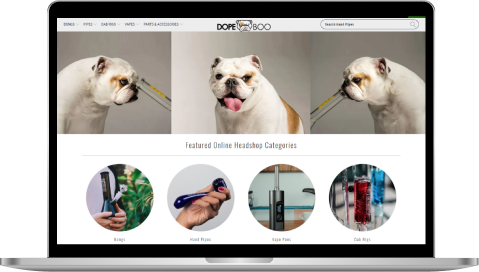 BONGS PIPES DAB RIGS VAPES PARTS & ACCESSORIES DOPE BOO Search Hand Pipes
Featured Online Headshop Categories
Bongs Hand Pipes Vape Pens Dab Rigs